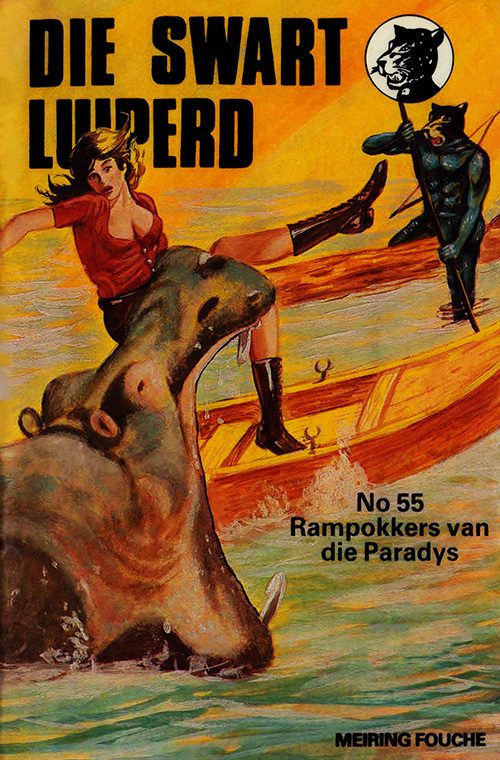 DIE SWART
LUIPERD
No 55
Rampokkers van
die Paradys
MEIRING FOUCHE